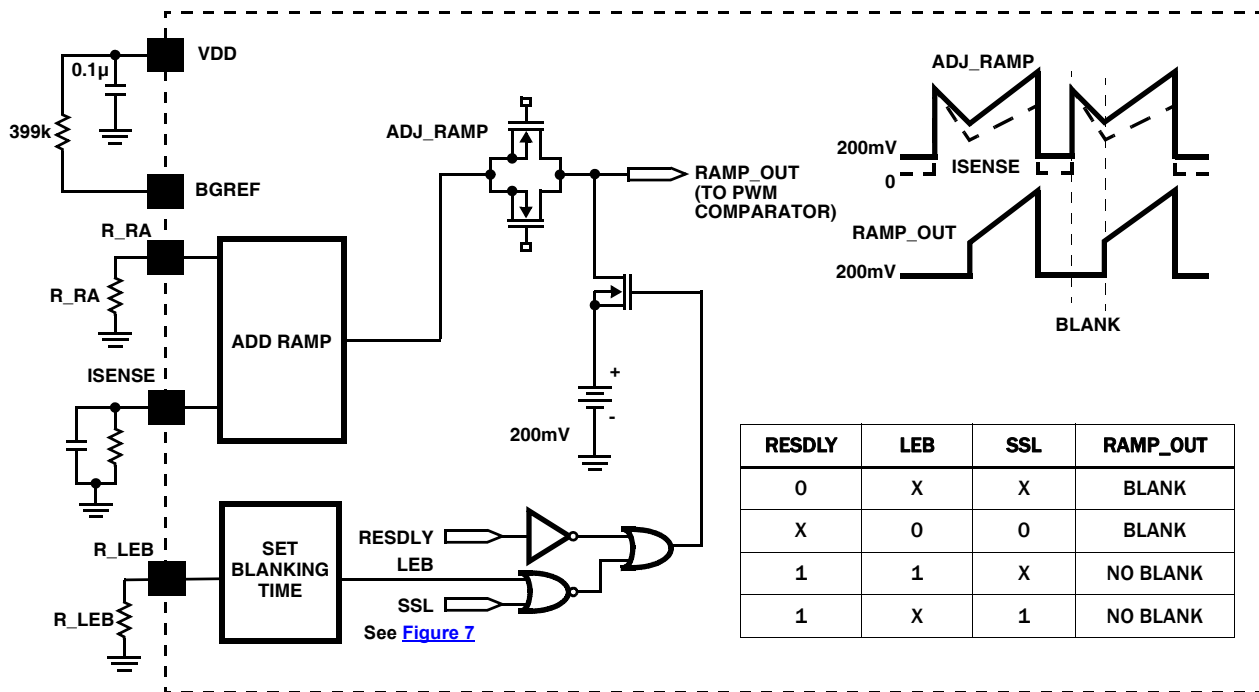 VDD
0.1µ
399k
BGREF
R_RA
R_RA
ADD RAMP
ISENSE
R_LEB
R_LEB
SET
BLANKING
TIME
ADJ_RAMP
RAMP_OUT
(TO PWM
COMPARATOR)
+
-
200mV
RESDLY
LEB
SSL
See Figure 7
ADJ_RAMP
200mV
ISENSE
0
RAMP_OUT
200mV
BLANK
RESDLY LEB SSL RAMP_OUT
0 X X BLANK
X 0 0 BLANK
1 1 X NO BLANK
1 X 1 NO BLANK